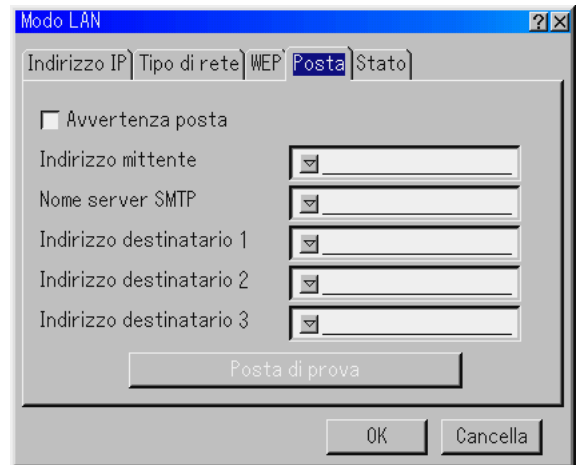 Modo LAN
Indirizzo IP Tipo di rete WEP Posta Stato
Avvertenza posta
Indirizzo mittente
Nome server SMTP
Indirizzo destinatario 1
Indirizzo destinatario 2
Indirizzo destinatario 3
Posta di prova
OK Cancella